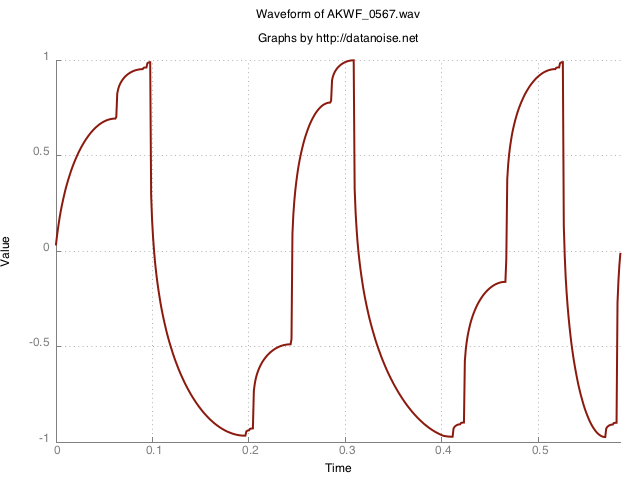 Waveform of AKWF_0567.wav
Graphs by http://datanoise.net
1
0.5
0
-0.5
-1
Value
0 0.1 0.2 0.3 0.4 0.5
Time